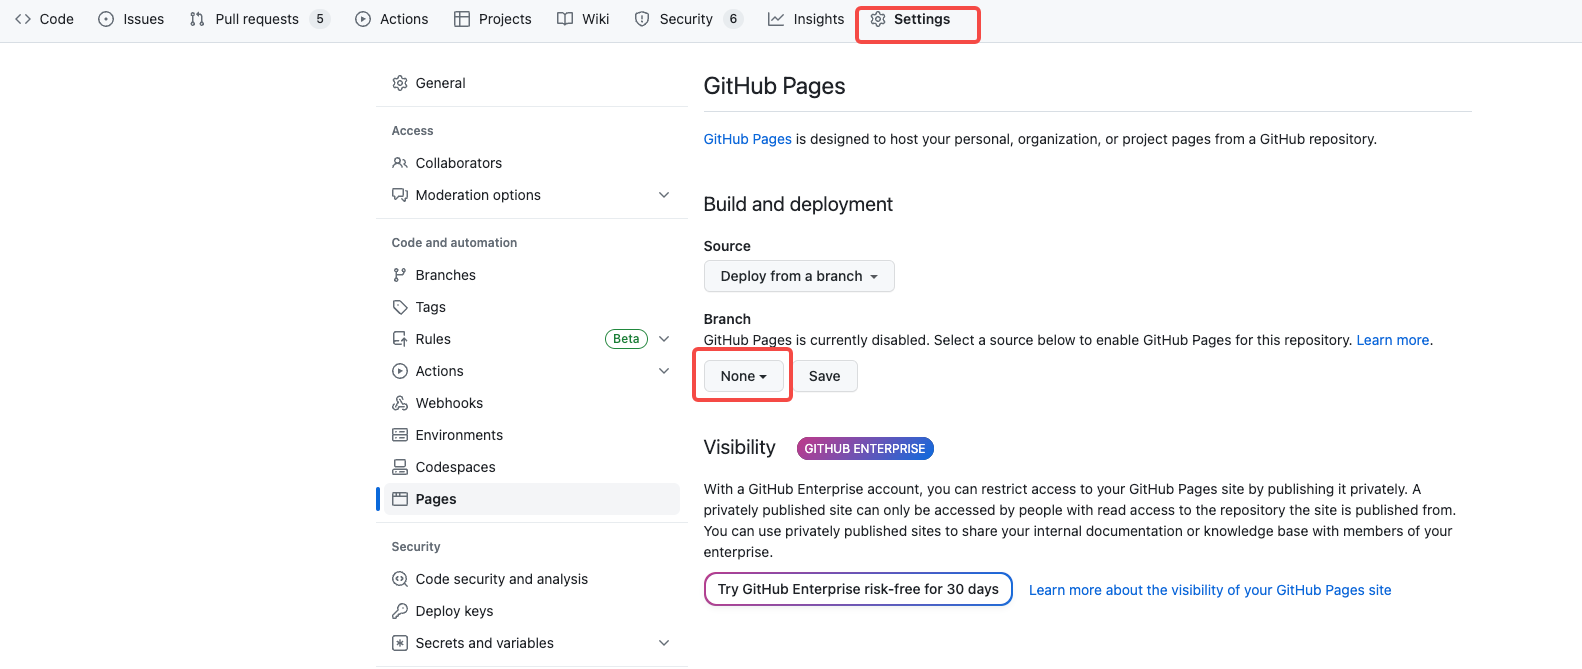 Code Issues Pull requests 5 Actions Projects Wiki Security 6 Insights Settings
General
Access
Collaborators
Moderation options
Code and automation
Branches
Tags
Rules Beta
Actions
Webhooks
Environments
Codespaces
Pages
Security
Code security and analysis
Deploy keys
Secrets and variables
GitHub Pages
GitHub Pages is designed to host your personal, organization, or project pages from a GitHub repository.
Build and deployment
Source
Deploy from a branch
Branch
GitHub Pages is currently disabled. Select a source below to enable GitHub Pages for this repository. Learn more.
None Save
Visibility GITHUB ENTERPRISE
With a GitHub Enterprise account, you can restrict access to your GitHub Pages site by publishing it privately. A
privately published site can only be accessed by people with read access to the repository the site is published from.
You can use privately published sites to share your internal documentation or knowledge base with members of your
enterprise.
Try GitHub Enterprise risk-free for 30 days Learn more about the visibility of your GitHub Pages site